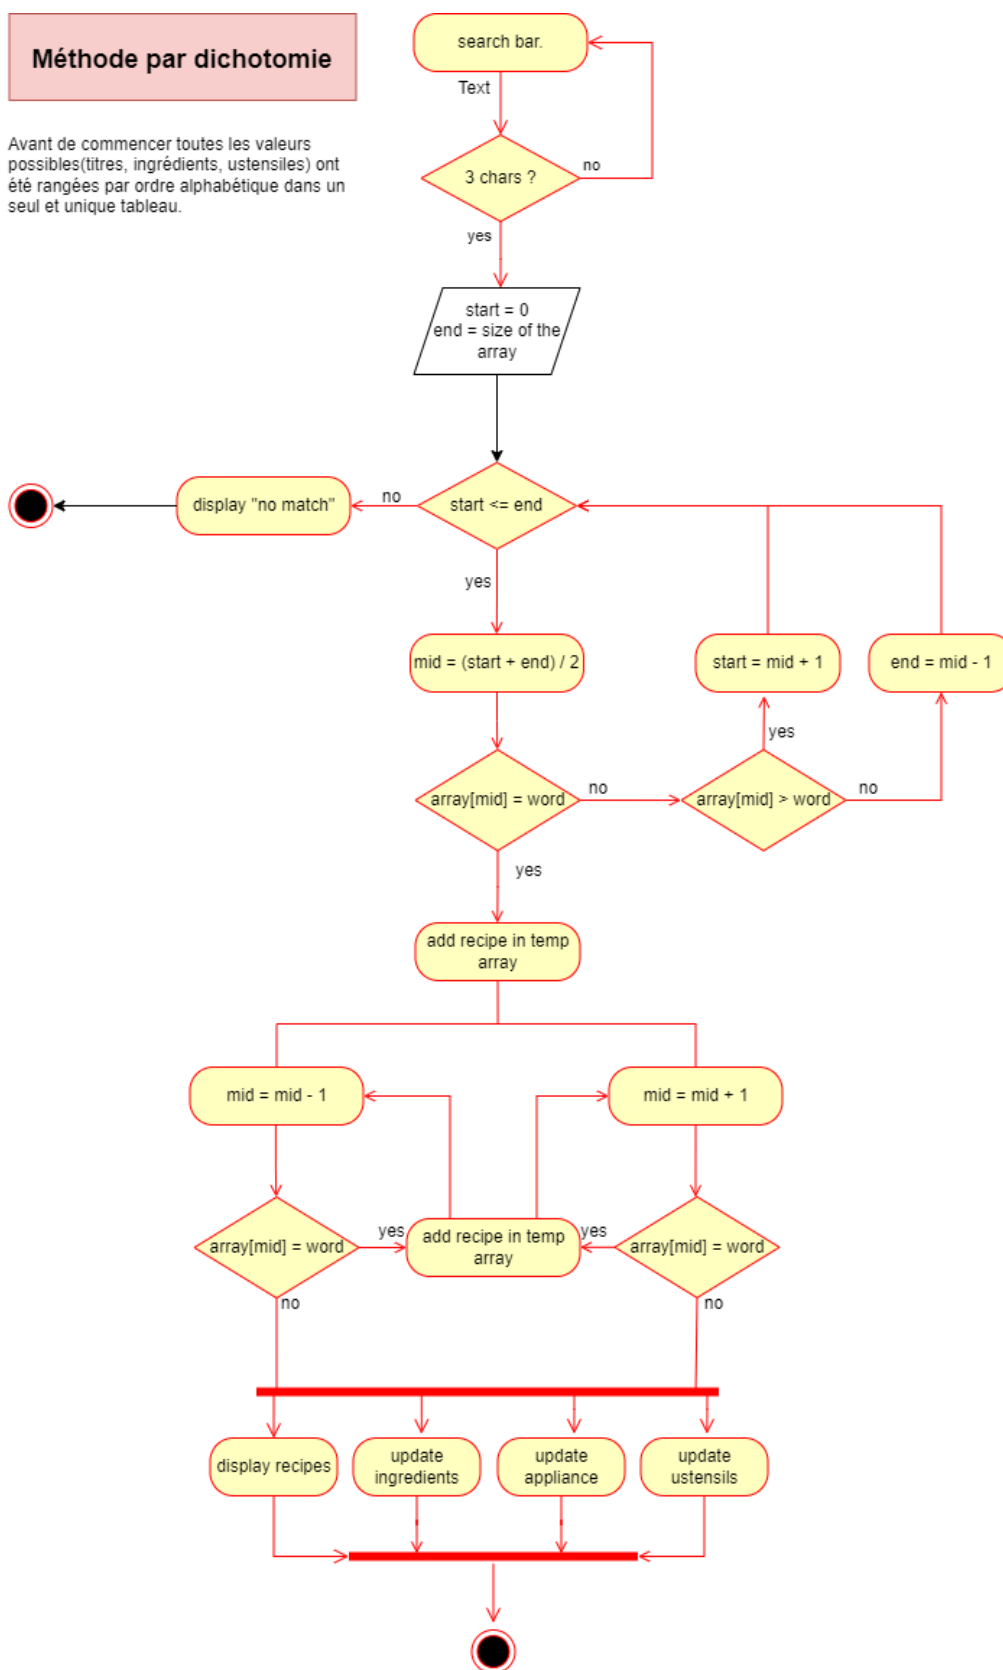 Méthode par dichotomie
Avant de commencer toutes les valeurs
possibles(titres, ingrédients, ustensiles) ont
été rangées par ordre alphabétique dans un
seul et unique tableau.
search bar.
Text
3 chars ?
no
yes
start = 0
end = size of the
array
start <= end
no
display "no match"
yes
mid = (start + end) / 2
start = mid + 1
end = mid - 1
array[mid] = word
no
array[mid] > word
yes
no
yes
add recipe in temp
array
mid = mid - 1
mid = mid + 1
array[mid] = word
yes
add recipe in temp
array
yes
array[mid] = word
no
no
display recipes
update
ingredients
update
appliance
update
ustensils